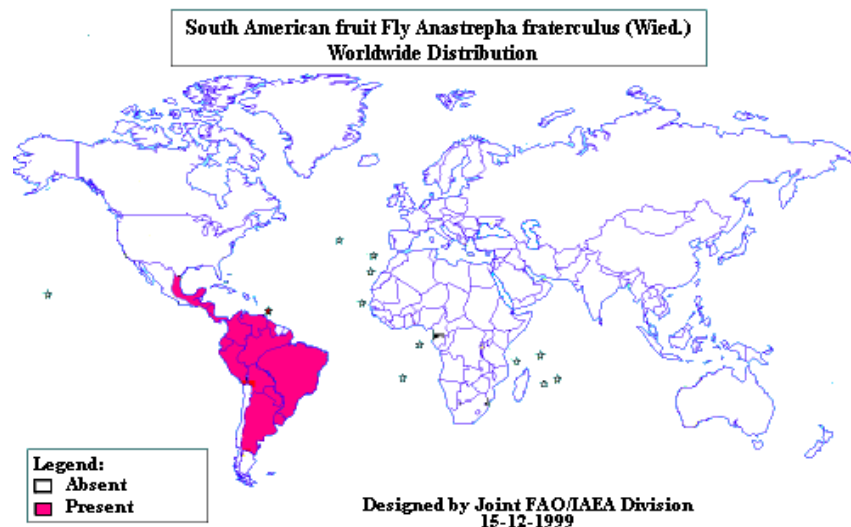 South American fruit Fly Anastrepha fraterculus (Wied.)
Worldwide Distribution
Legend:
Absent
Present
Designed by Joint FAO/IAEA Division
15-12-1999